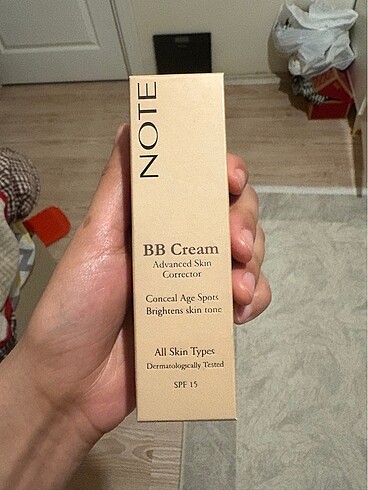 NOTE
BB Cream
Advanced Skin
Corrector
Conceal Age Spots
Brightens skin tone
All Skin Types
Dermatologically Tested
SPF 15